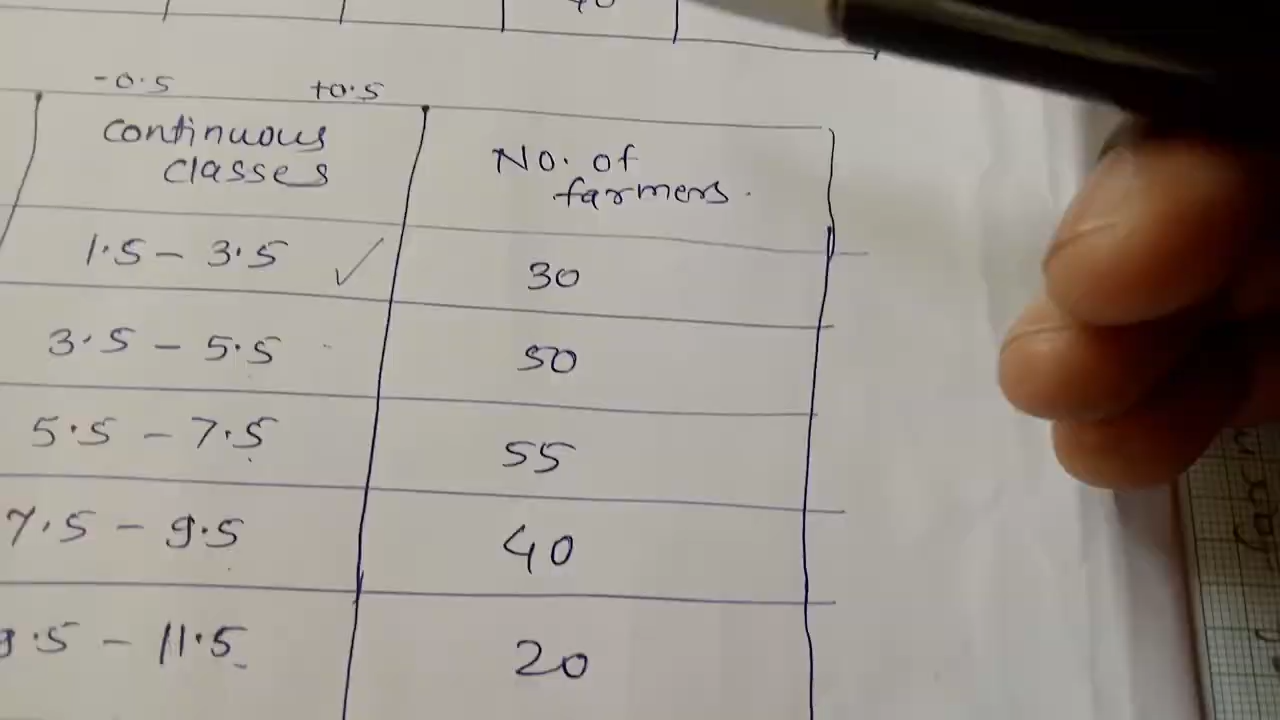 40
-0.5 +0.5
continuous classes
No. of farmers.
1.5 - 3.5 ✓ 30
3.5 - 5.5 50
5.5 - 7.5 55
7.5 - 9.5 40
9.5 - 11.5 20